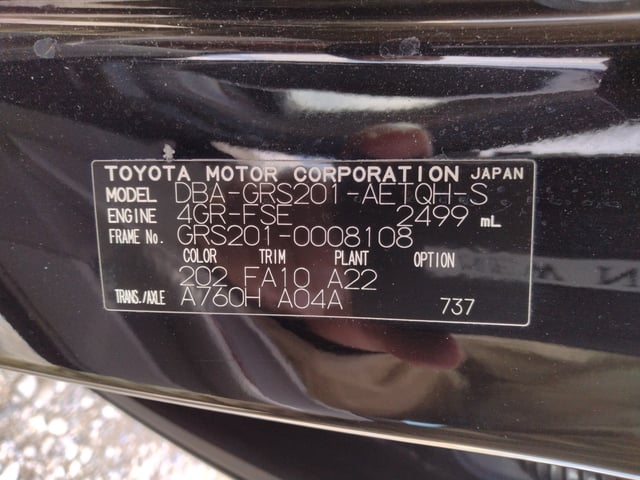 TOYOTA MOTOR CORPORATION JAPAN
MODEL DBA-GRS201-AETQH-S
ENGINE 4GR-FSE 2499 mL
FRAME No. GRS201-0008108
COLOR TRIM PLANT OPTION
202 FA10 A22
TRANS./AXLE A760H A04A 737